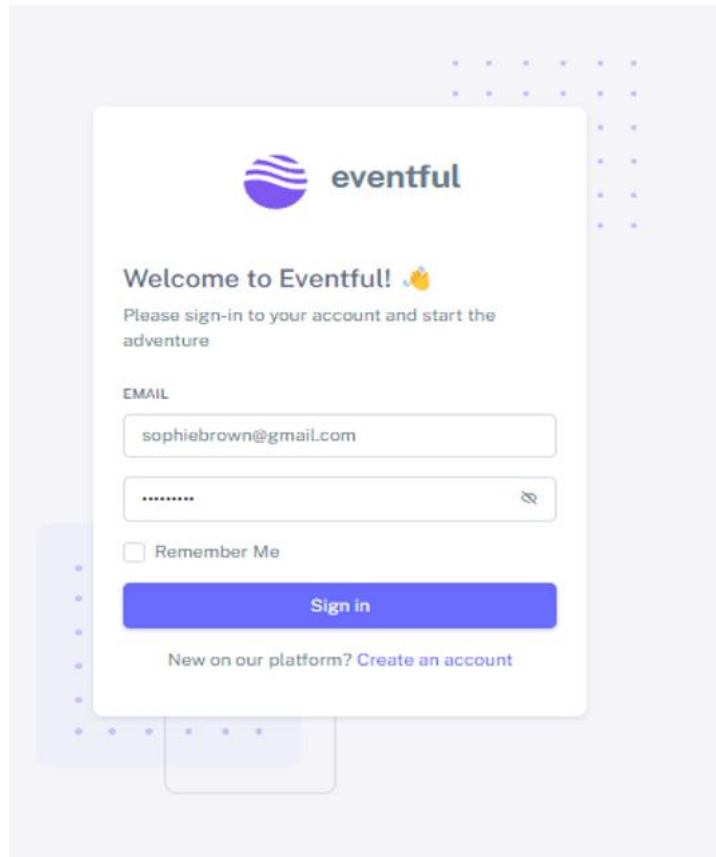 eventful
Welcome to Eventful! 👋
Please sign-in to your account and start the
adventure
EMAIL
sophiebrown@gmail.com
•••••••••
Remember Me
Sign in
New on our platform? Create an account